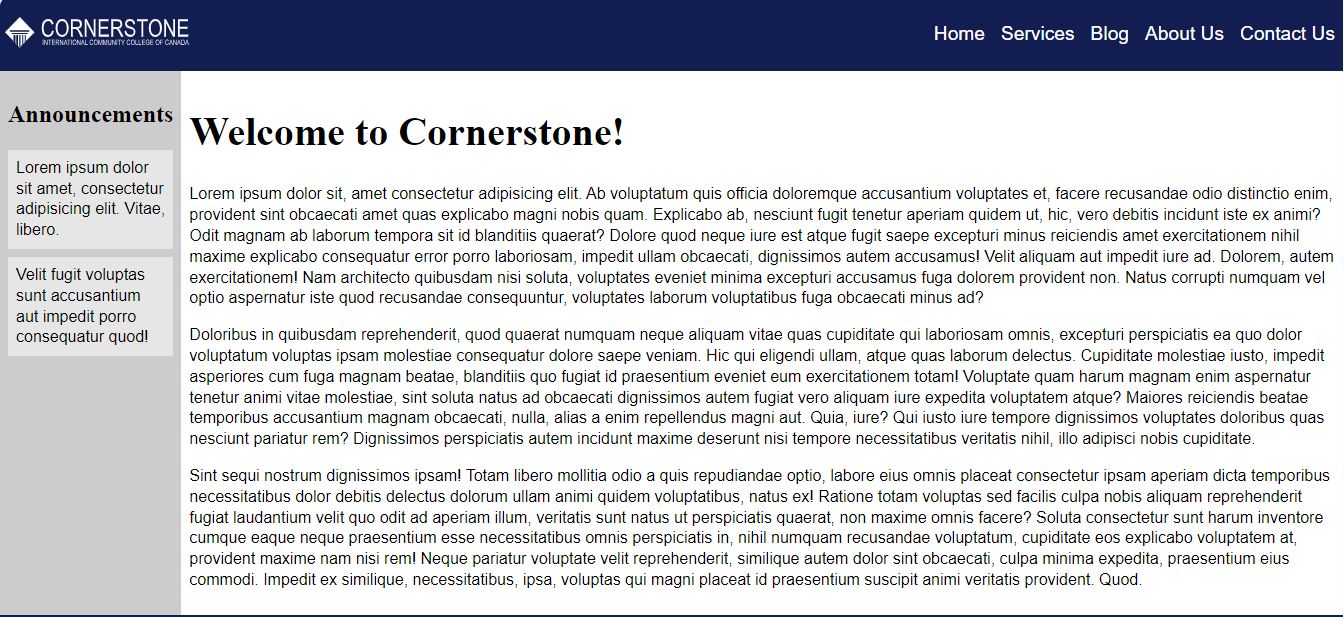 CORNERSTONE
INTERNATIONAL COMMUNITY COLLEGE OF CANADA
Home Services Blog About Us Contact Us
Announcements
Lorem ipsum dolor
sit amet, consectetur
adipisicing elit. Vitae,
libero.
Velit fugit voluptas
sunt accusantium
aut impedit porro
consequatur quod!
Welcome to Cornerstone!
Lorem ipsum dolor sit, amet consectetur adipisicing elit. Ab voluptatum quis officia doloremque accusantium voluptates et, facere recusandae odio distinctio enim,
provident sint obcaecati amet quas explicabo magni nobis quam. Explicabo ab, nesciunt fugit tenetur aperiam quidem ut, hic, vero debitis incidunt iste ex animi?
Odit magnam ab laborum tempora sit id blanditiis quaerat? Dolore quod neque iure est atque fugit saepe excepturi minus reiciendis amet exercitationem nihil
maxime explicabo consequatur error porro laboriosam, impedit ullam obcaecati, dignissimos autem accusamus! Velit aliquam aut impedit iure ad. Dolorem, autem
exercitationem! Nam architecto quibusdam nisi soluta, voluptates eveniet minima excepturi accusamus fuga dolorem provident non. Natus corrupti numquam vel
optio aspernatur iste quod recusandae consequuntur, voluptates laborum voluptatibus fuga obcaecati minus ad?
Doloribus in quibusdam reprehenderit, quod quaerat numquam neque aliquam vitae quas cupiditate qui laboriosam omnis, excepturi perspiciatis ea quo dolor
voluptatum voluptas ipsam molestiae consequatur dolore saepe veniam. Hic qui eligendi ullam, atque quas laborum delectus. Cupiditate molestiae iusto, impedit
asperiores cum fuga magnam beatae, blanditiis quo fugiat id praesentium eveniet eum exercitationem totam! Voluptate quam harum magnam enim aspernatur
tenetur animi vitae molestiae, sint soluta natus ad obcaecati dignissimos autem fugiat vero aliquam iure expedita voluptatem atque? Maiores reiciendis beatae
temporibus accusantium magnam obcaecati, nulla, alias a enim repellendus magni aut. Quia, iure? Qui iusto iure tempore dignissimos voluptates doloribus quas
nesciunt pariatur rem? Dignissimos perspiciatis autem incidunt maxime deserunt nisi tempore necessitatibus veritatis nihil, illo adipisci nobis cupiditate.
Sint sequi nostrum dignissimos ipsam! Totam libero mollitia odio a quis repudiandae optio, labore eius omnis placeat consectetur ipsam aperiam dicta temporibus
necessitatibus dolor debitis delectus dolorum ullam animi quidem voluptatibus, natus ex! Ratione totam voluptas sed facilis culpa nobis aliquam reprehenderit
fugiat laudantium velit quo odit ad aperiam illum, veritatis sunt natus ut perspiciatis quaerat, non maxime omnis facere? Soluta consectetur sunt harum inventore
cumque eaque neque praesentium esse necessitatibus omnis perspiciatis in, nihil numquam recusandae voluptatum, cupiditate eos explicabo voluptatem at,
provident maxime nam nisi rem! Neque pariatur voluptate velit reprehenderit, similique autem dolor sint obcaecati, culpa minima expedita, praesentium eius
commodi. Impedit ex similique, necessitatibus, ipsa, voluptas qui magni placeat id praesentium suscipit animi veritatis provident. Quod.